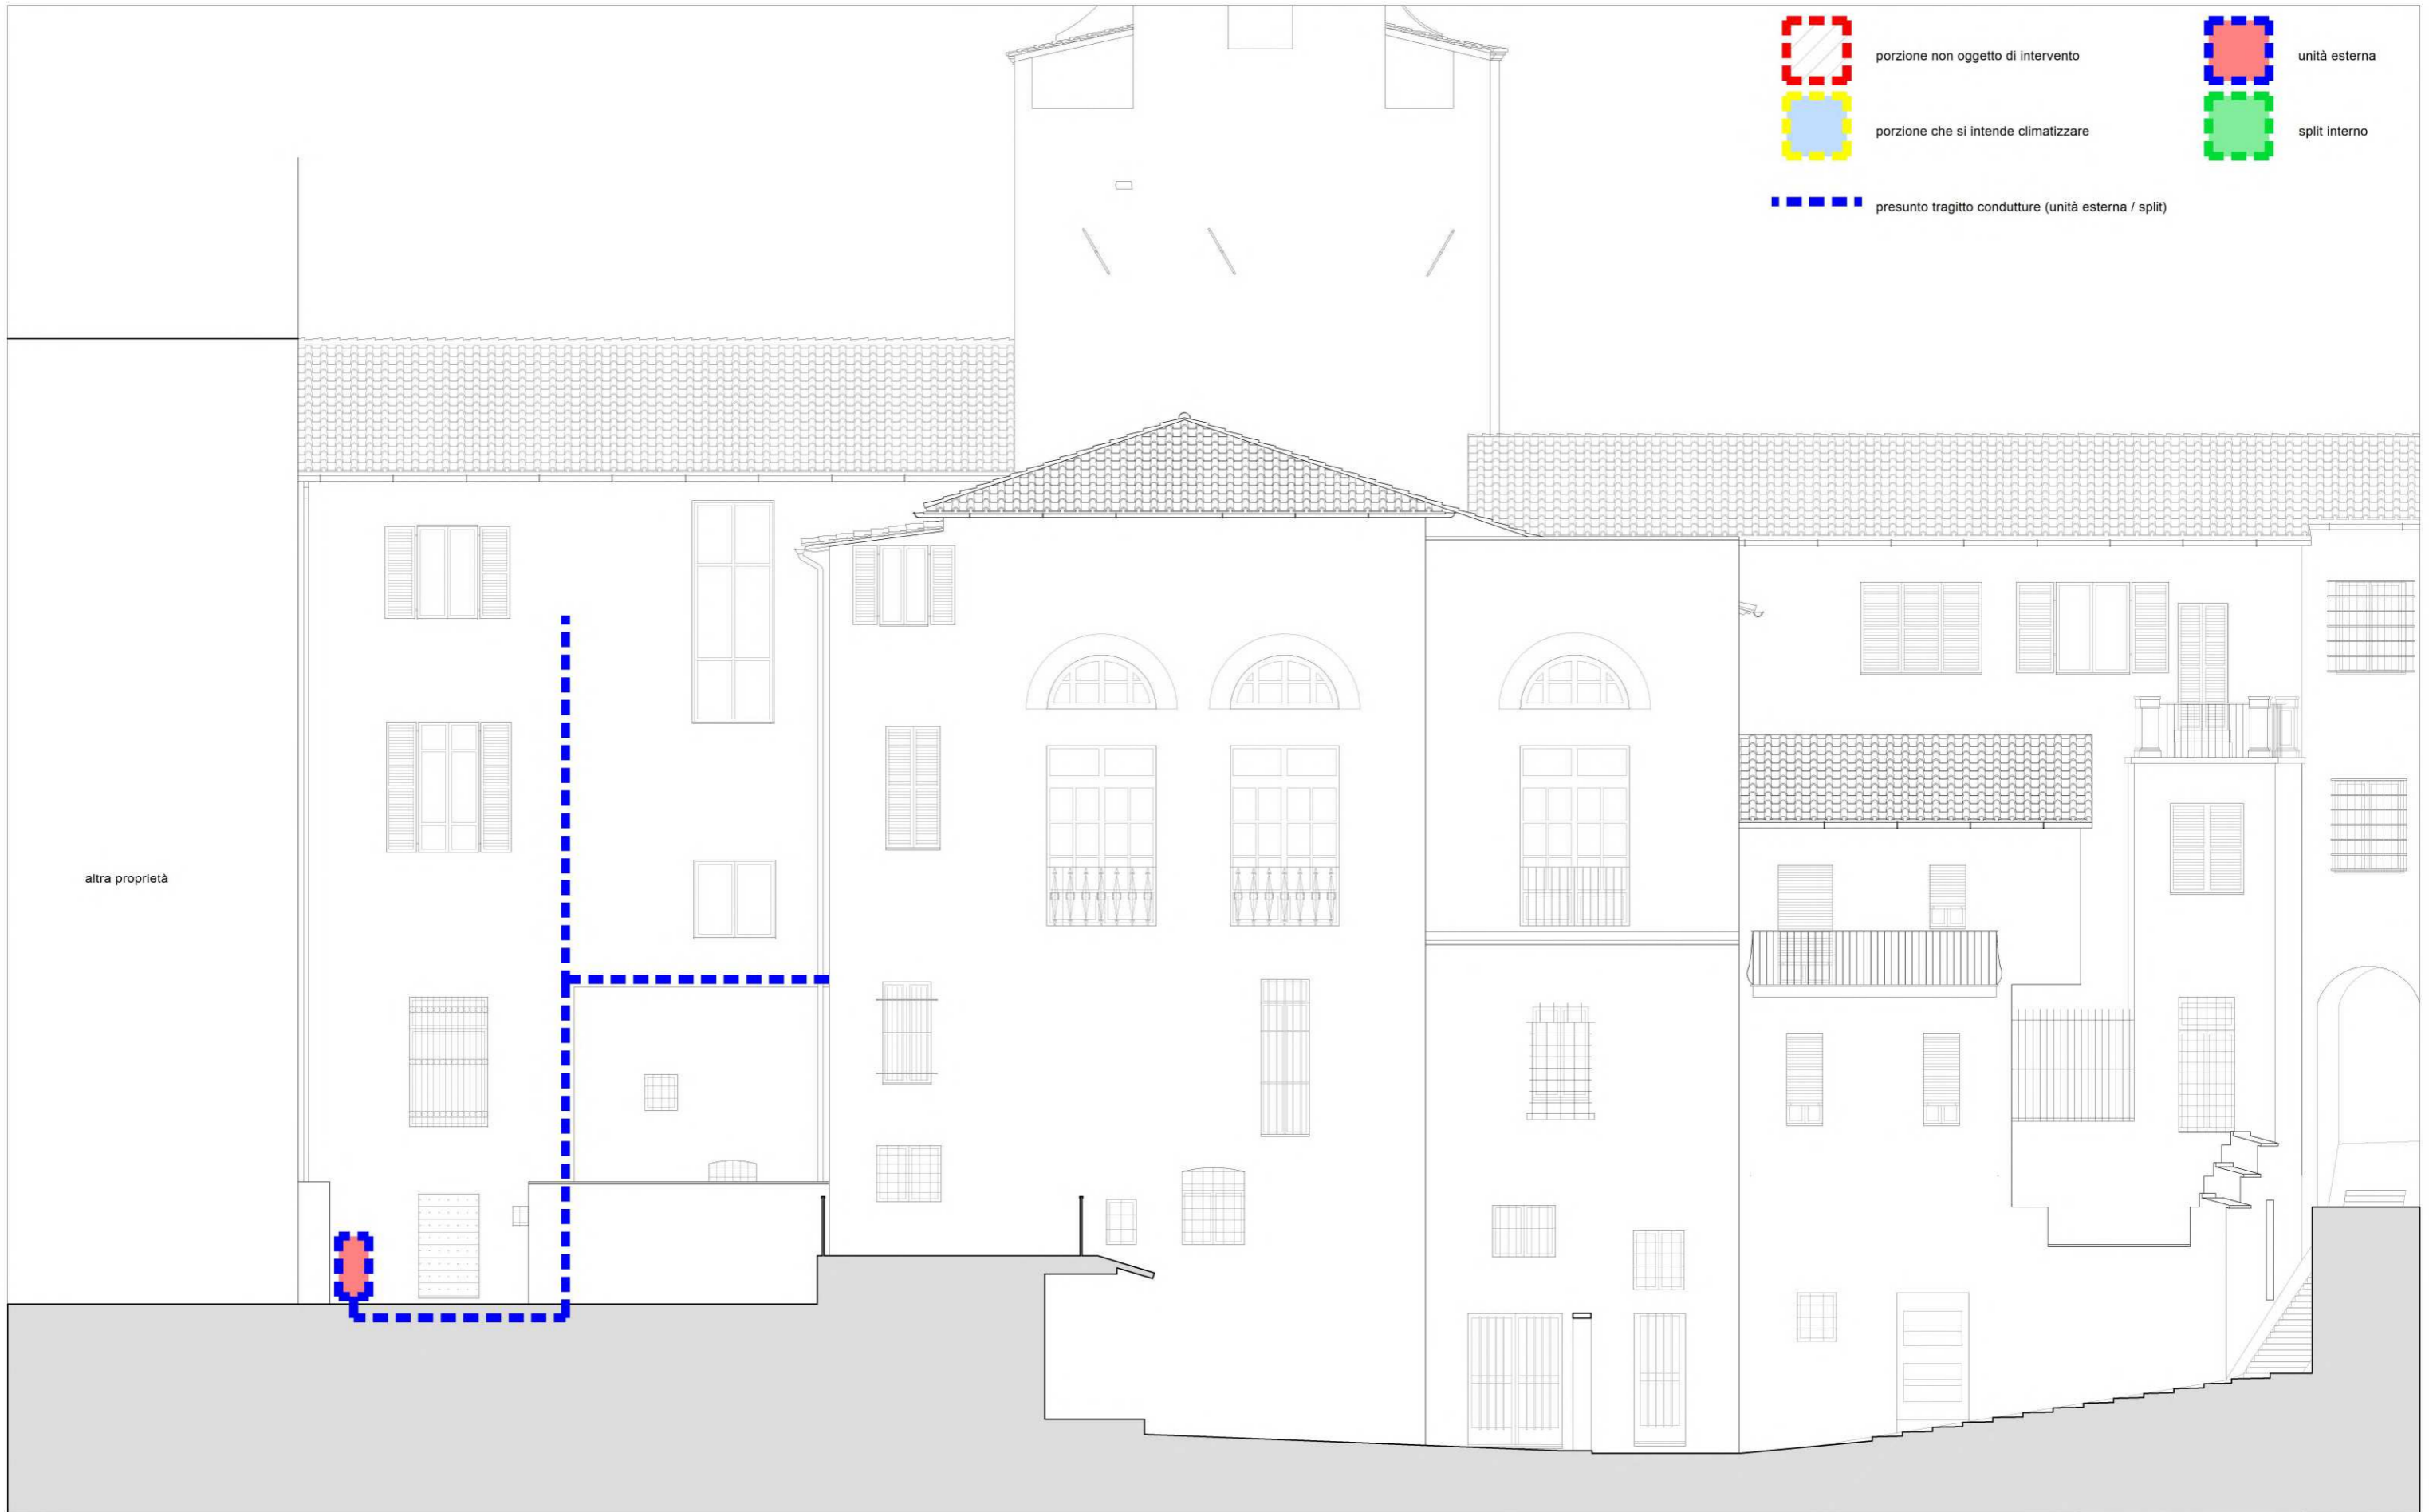 porzione non oggetto di intervento
unità esterna
porzione che si intende climatizzare
split interno
presunto tragitto condutture (unità esterna / split)
altra proprietà